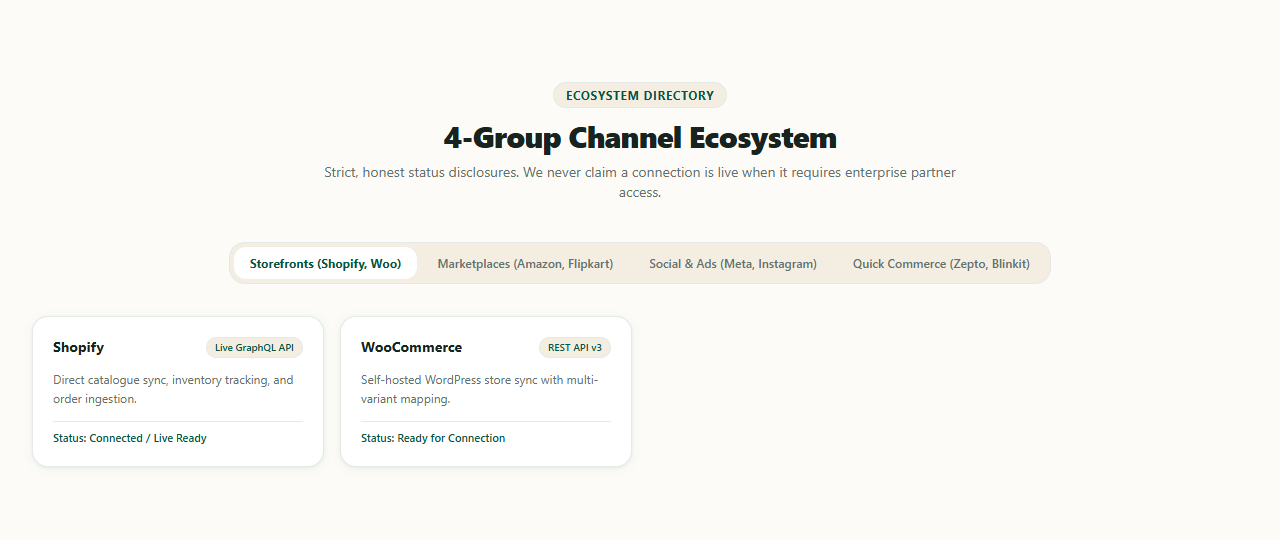 ECOSYSTEM DIRECTORY
4-Group Channel Ecosystem
Strict, honest status disclosures. We never claim a connection is live when it requires enterprise partner
access.
Storefronts (Shopify, Woo)
Marketplaces (Amazon, Flipkart)
Social & Ads (Meta, Instagram)
Quick Commerce (Zepto, Blinkit)
Shopify
Live GraphQL API
Direct catalogue sync, inventory tracking, and
order ingestion.
Status: Connected / Live Ready
WooCommerce
REST API v3
Self-hosted WordPress store sync with multi-
variant mapping.
Status: Ready for Connection